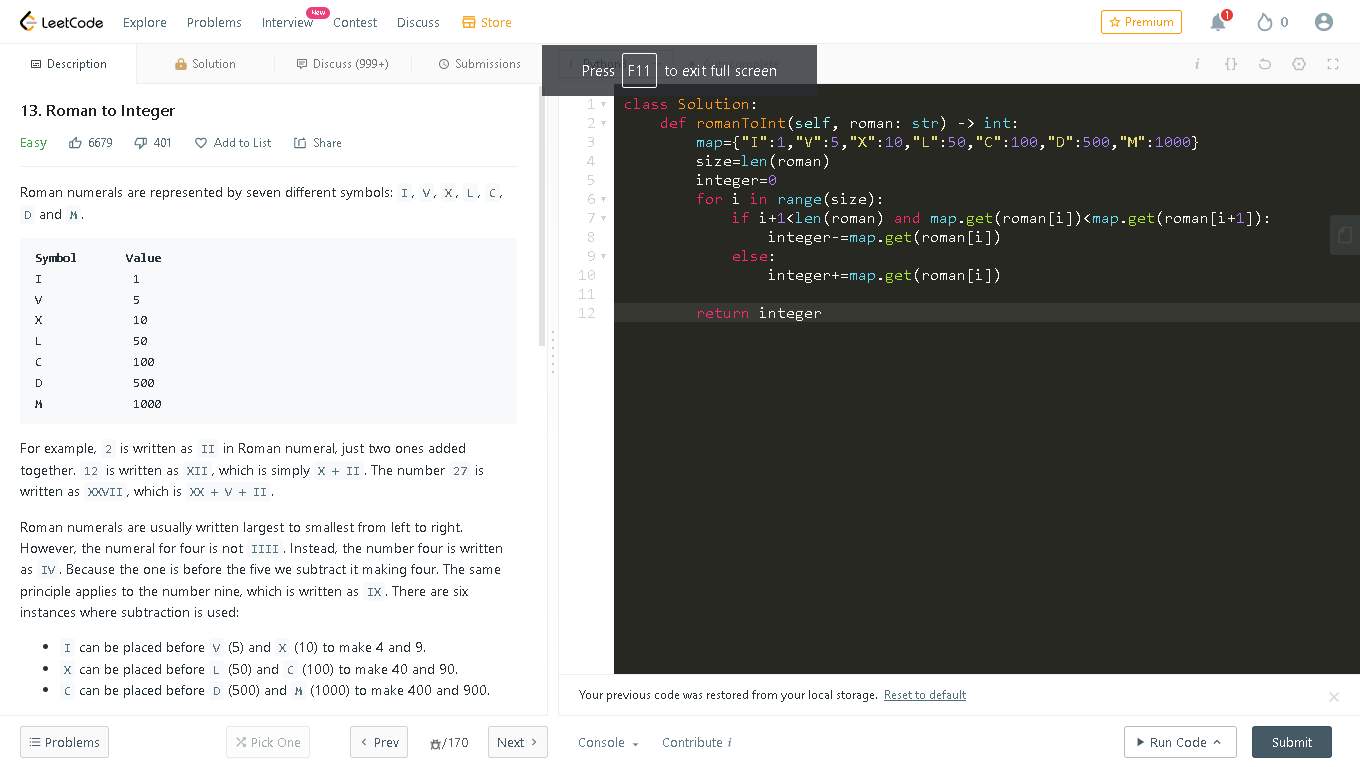 LeetCode Explore Problems Interview New Contest Discuss Store Premium 1 0
Description Solution Discuss (999+) Submissions
Press F11 to exit full screen
i {}
13. Roman to Integer
Easy 6679 401 Add to List Share
Roman numerals are represented by seven different symbols: I, V, X, L, C,
D and M.
Symbol Value
I 1
V 5
X 10
L 50
C 100
D 500
M 1000
For example, 2 is written as II in Roman numeral, just two ones added
together. 12 is written as XII, which is simply X + II. The number 27 is
written as XXVII, which is XX + V + II.
Roman numerals are usually written largest to smallest from left to right.
However, the numeral for four is not IIII. Instead, the number four is written
as IV. Because the one is before the five we subtract it making four. The same
principle applies to the number nine, which is written as IX. There are six
instances where subtraction is used:
• I can be placed before V (5) and X (10) to make 4 and 9.
• X can be placed before L (50) and C (100) to make 40 and 90.
• C can be placed before D (500) and M (1000) to make 400 and 900.
1 class Solution:
2 def romanToInt(self, roman: str) -> int:
3 map={"I":1,"V":5,"X":10,"L":50,"C":100,"D":500,"M":1000}
4 size=len(roman)
5 integer=0
6 for i in range(size):
7 if i+1<len(roman) and map.get(roman[i])<map.get(roman[i+1]):
8 integer-=map.get(roman[i])
9 else:
10 integer+=map.get(roman[i])
11
12 return integer
Your previous code was restored from your local storage. Reset to default
Problems Pick One Prev /170 Next Console Contribute i Run Code Submit